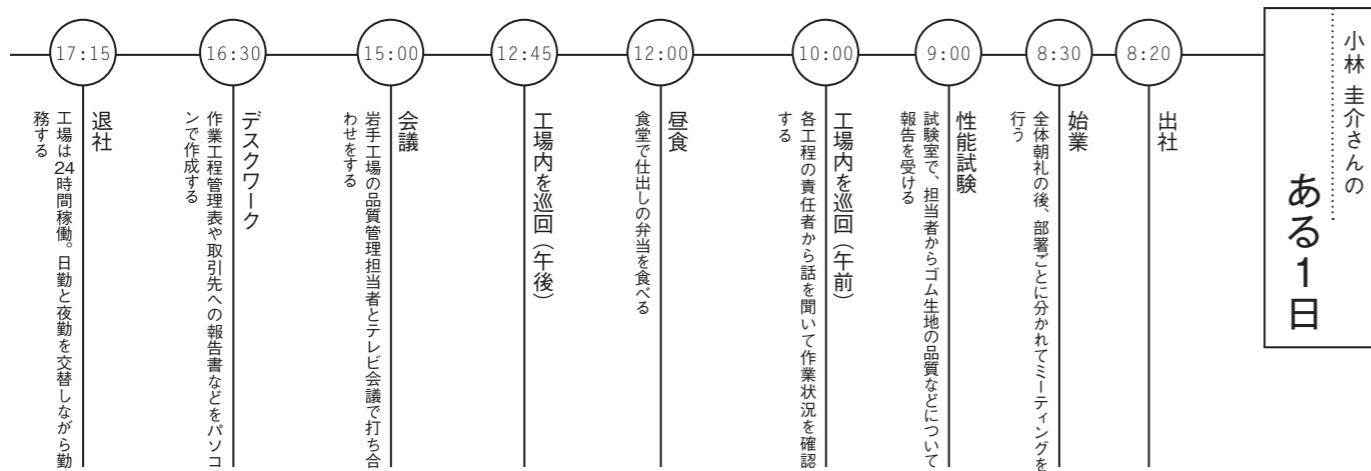 小林 圭介さんの
ある1日
8:20
出社
8:30
始業
全体朝礼の後、部署ごとに分かれてミーティングを
行う
9:00
性能試験
試験室で、担当者からゴム生地の品質などについて
報告を受ける
10:00
工場内を巡回（午前）
各工程の責任者から話を聞いて作業状況を確認
する
12:00
昼食
食堂で仕出しの弁当を食べる
12:45
工場内を巡回（午後）
15:00
会議
岩手工場の品質管理担当者とテレビ会議で打ち合
わせをする
16:30
デスクワーク
作業工程管理表や取引先への報告書などをパソコ
ンで作成する
17:15
退社
工場は24時間稼働。日勤と夜勤を交替しながら勤
務する